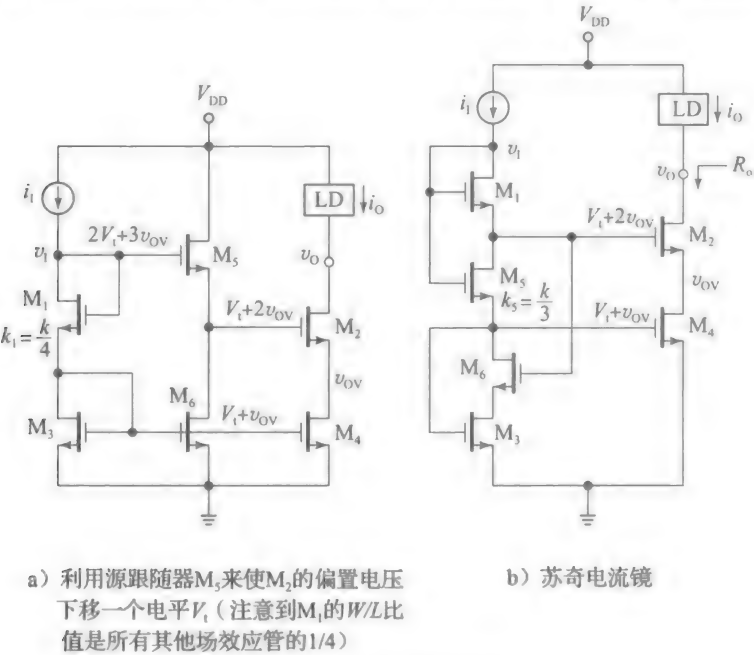 V_DD
i_I
LD
i_O
v_I
2V_t+3v_OV
M_5
v_O
M_1
k_1=k/4
V_t+2v_OV
M_2
v_OV
M_3
M_6
V_t+v_OV
M_4
a）利用源跟随器M_5来使M_2的偏置电压
下移一个电平V_t（注意到M_1的W/L比
值是所有其他场效应管的1/4）
V_DD
i_I
LD
i_O
v_I
v_O
R_o
M_1
V_t+2v_OV
M_2
M_5
k_5=k/3
v_OV
V_t+v_OV
M_4
M_6
M_3
b）苏奇电流镜